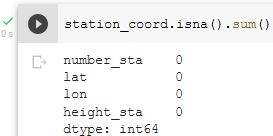 station_coord.isna().sum()
0s
number_sta 0
lat 0
lon 0
height_sta 0
dtype: int64